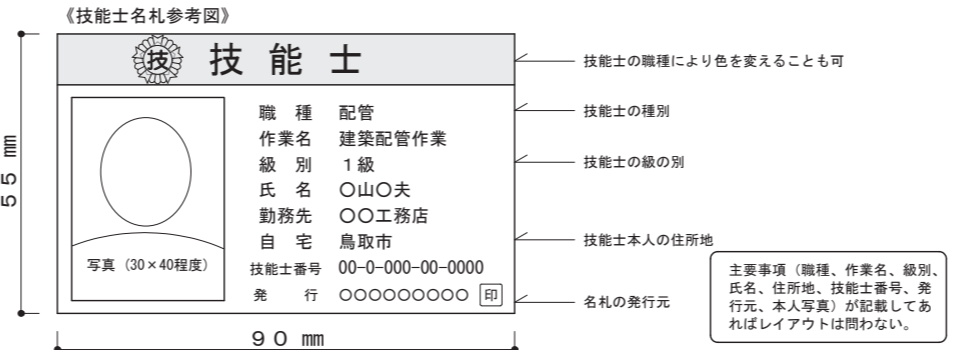 《技能士名札参考図》
技 技能士
技能士の職種により色を変えることも可
職種 配管
技能士の種別
作業名 建築配管作業
級別 1級
技能士の級の別
氏名 〇山〇夫
勤務先 〇〇工務店
自宅 鳥取市
技能士本人の住所地
写真（30×40程度）
技能士番号 00-0-000-00-0000
発行 〇〇〇〇〇〇〇〇〇 印
名札の発行元
55 mm
90 mm
主要事項（職種、作業名、級別、
氏名、住所地、技能士番号、発
行元、本人写真）が記載してあ
ればレイアウトは問わない。